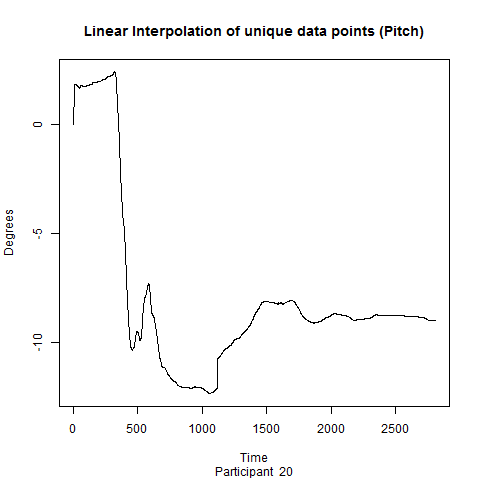 Linear Interpolation of unique data points (Pitch)
Degrees
0
-5
-10
0 500 1000 1500 2000 2500
Time
Participant 20